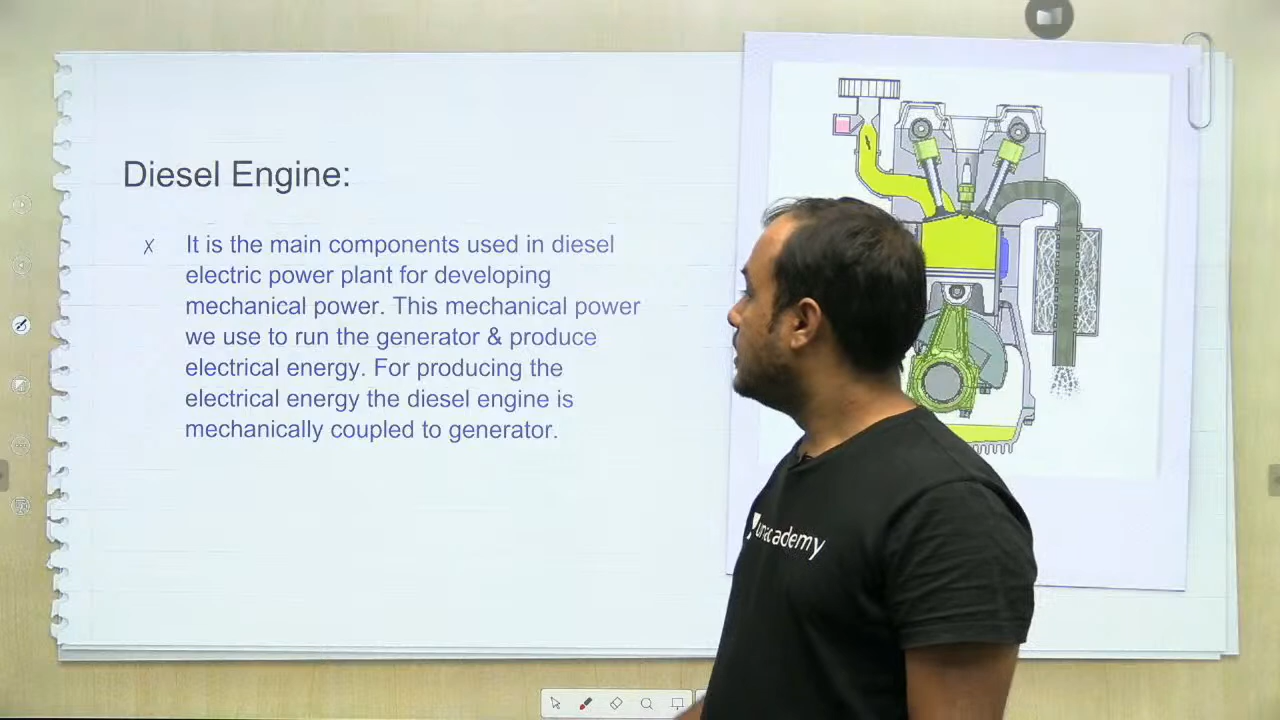 Diesel Engine:
x It is the main components used in diesel
electric power plant for developing
mechanical power. This mechanical power
we use to run the generator & produce
electrical energy. For producing the
electrical energy the diesel engine is
mechanically coupled to generator.
unacademy